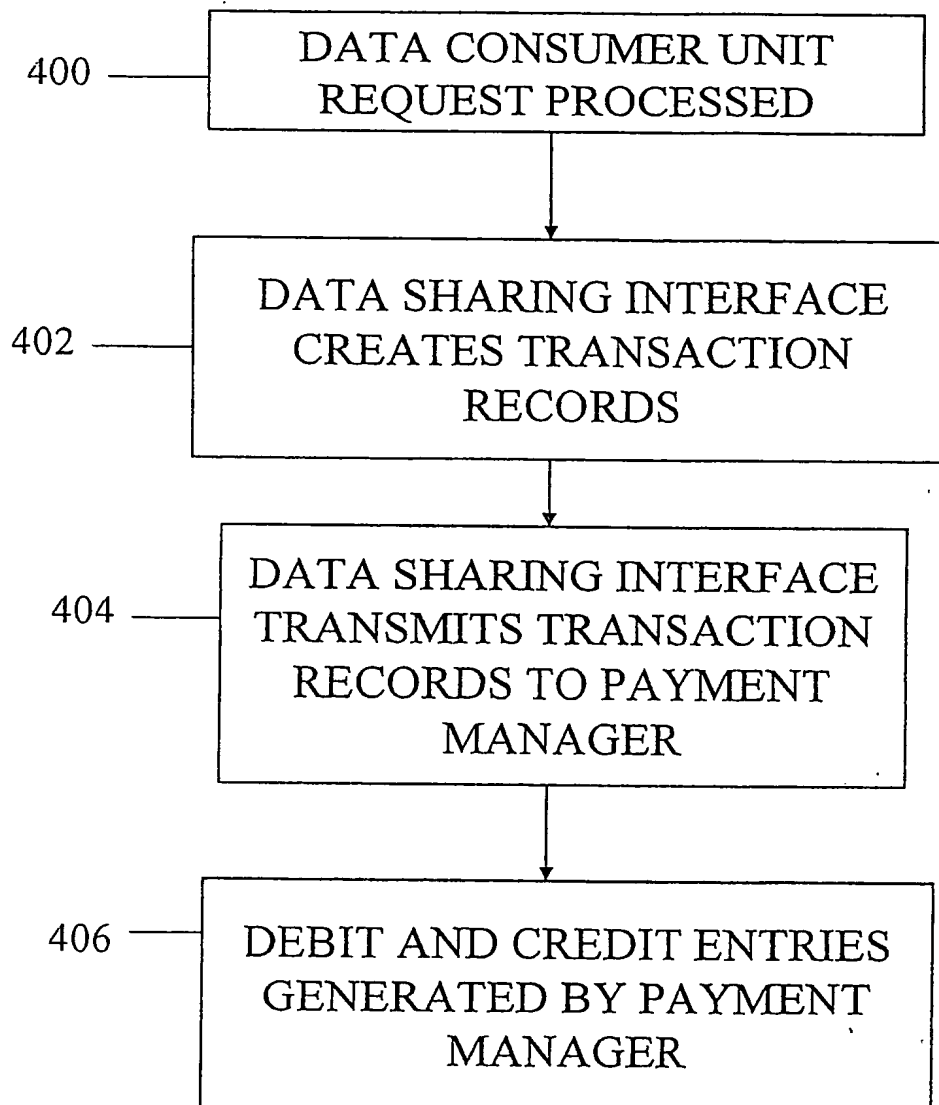 400
DATA CONSUMER UNIT
REQUEST PROCESSED
402
DATA SHARING INTERFACE
CREATES TRANSACTION
RECORDS
404
DATA SHARING INTERFACE
TRANSMITS TRANSACTION
RECORDS TO PAYMENT
MANAGER
406
DEBIT AND CREDIT ENTRIES
GENERATED BY PAYMENT
MANAGER